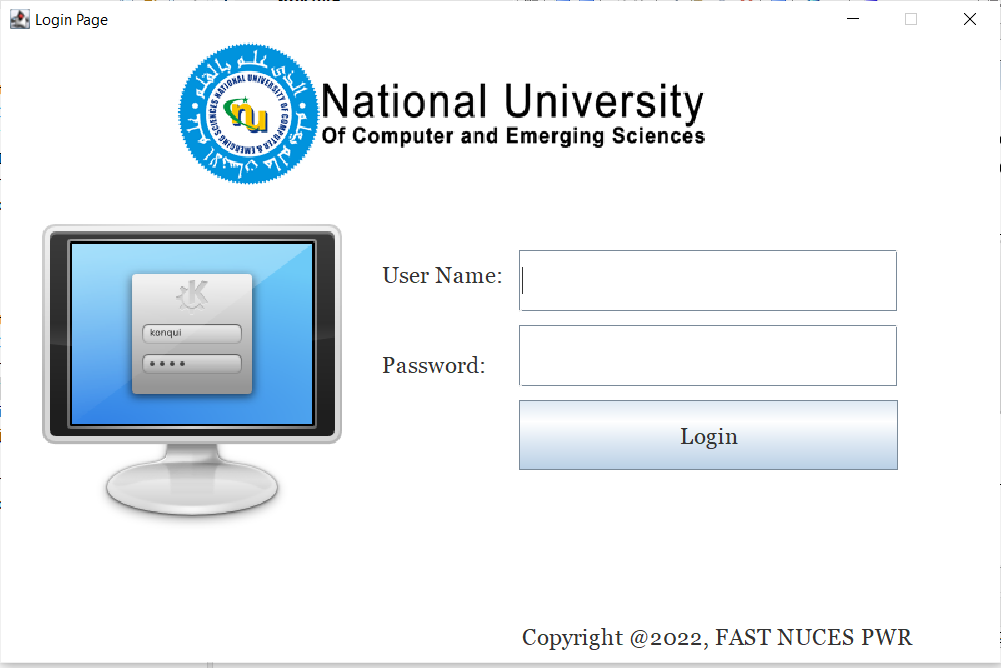 Login Page
NATIONAL UNIVERSITY OF COMPUTER & EMERGING SCIENCES
nu
National University
Of Computer and Emerging Sciences
K
konqui
User Name:
Password:
Login
Copyright @2022, FAST NUCES PWR